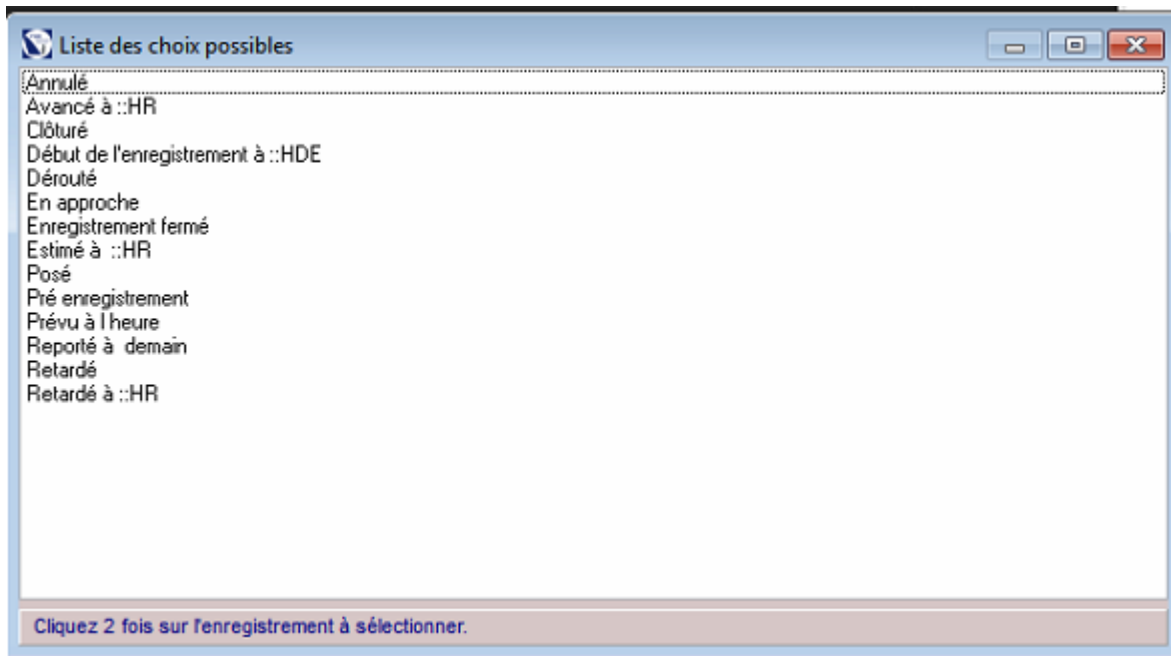 Liste des choix possibles
Annulé
Avancé à ::HR
Clôturé
Début de l'enregistrement à ::HDE
Dérouté
En approche
Enregistrement fermé
Estimé à  ::HR
Posé
Pré enregistrement
Prévu à l heure
Reporté à  demain
Retardé
Retardé à ::HR
Cliquez 2 fois sur l'enregistrement à sélectionner.